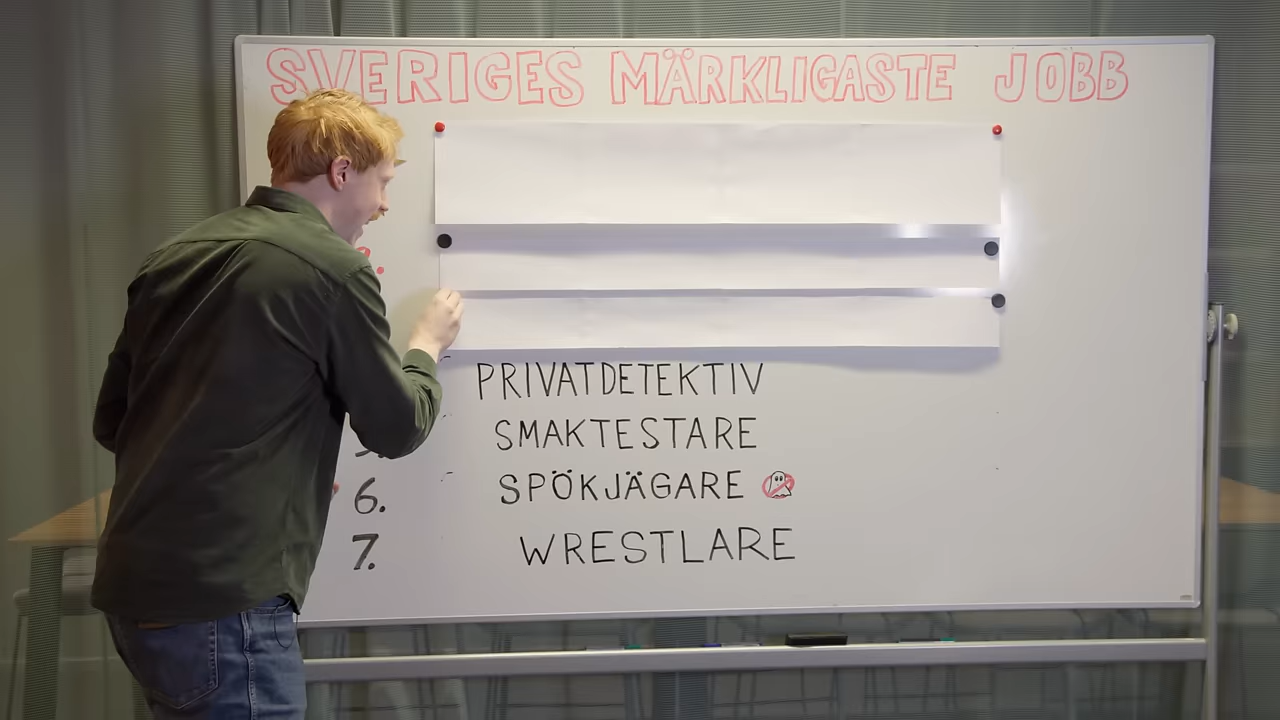 SVERIGES MÄRKLIGASTE JOBB
PRIVATDETEKTIV
SMAKTESTARE
6. SPÖKJÄGARE
7. WRESTLARE